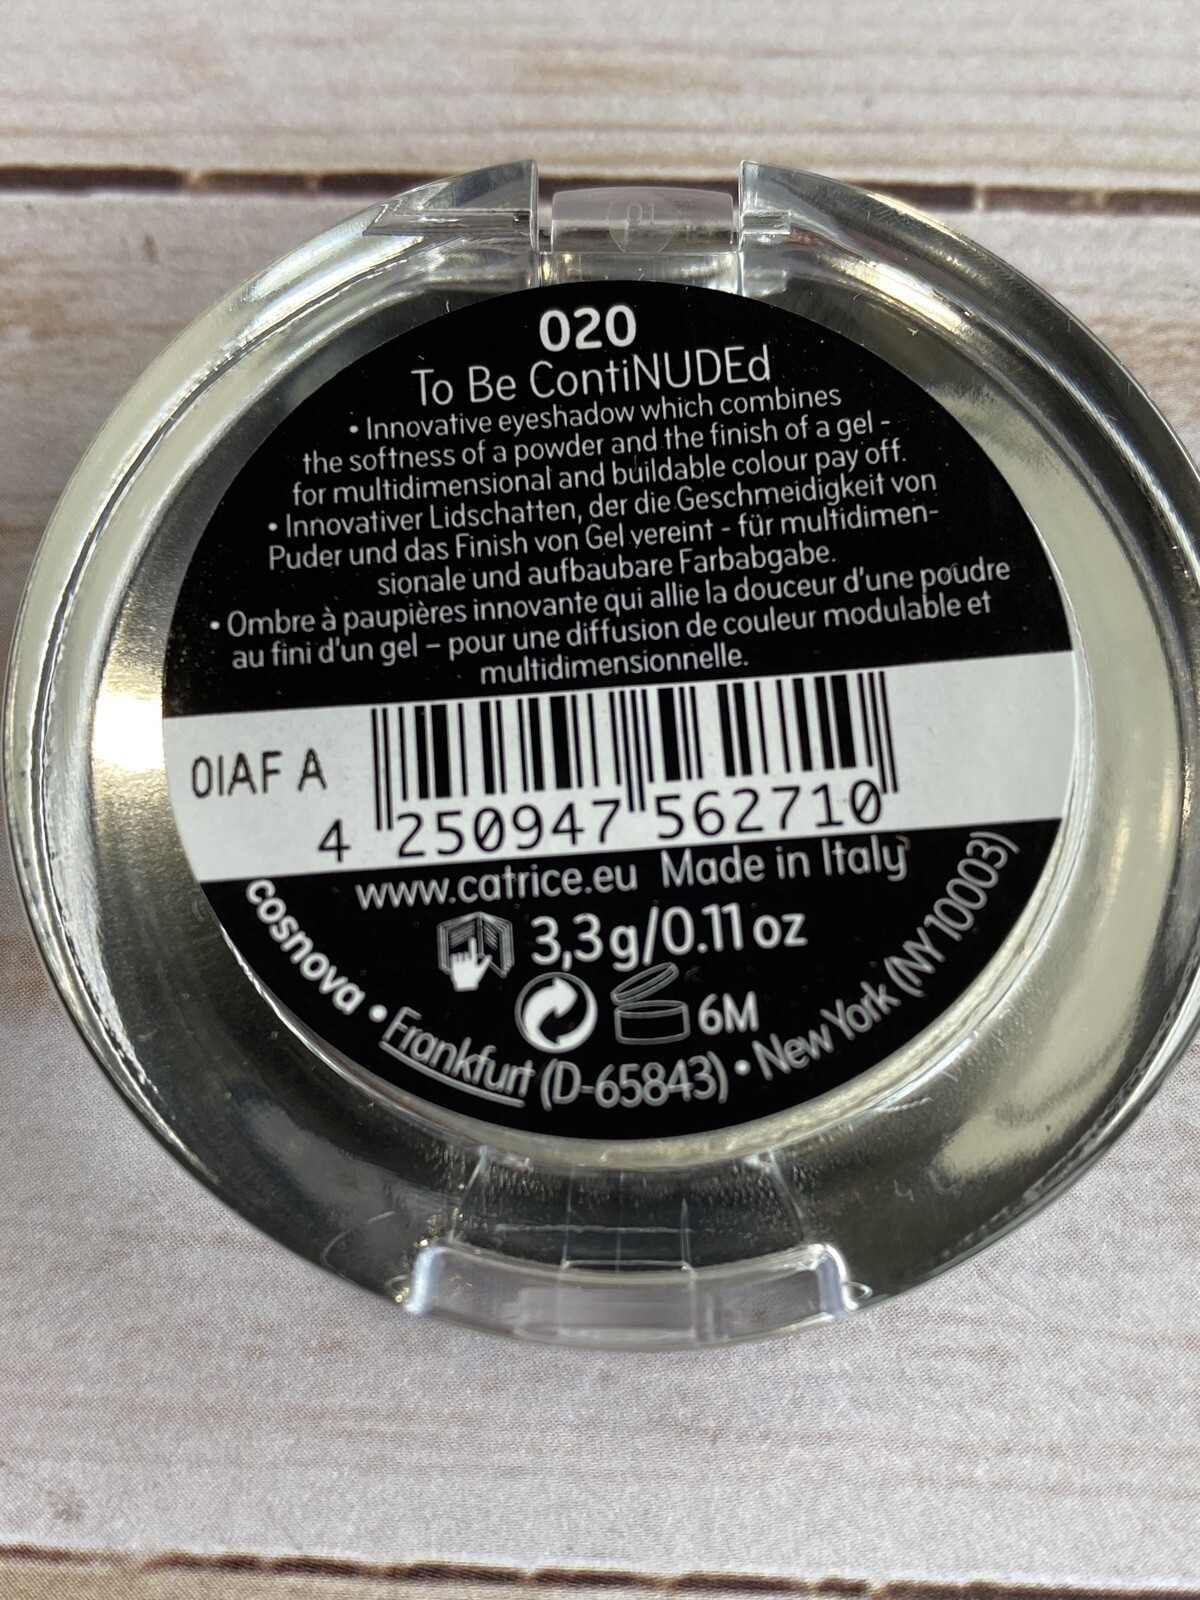 020
To Be ContiNUDEd
• Innovative eyeshadow which combines
the softness of a powder and the finish of a gel -
for multidimensional and buildable colour pay off.
• Innovativer Lidschatten, der die Geschmeidigkeit von
Puder und das Finish von Gel vereint - für multidimen-
sionale und aufbaubare Farbabgabe.
• Ombre à paupières innovante qui allie la douceur d'une poudre
au fini d'un gel – pour une diffusion de couleur modulable et
multidimensionnelle.
01AF A
4 250947 562710
www.catrice.eu Made in Italy
3,3g/0.11 oz
6M
cosnova • Frankfurt (D-65843) • New York (NY 10003)